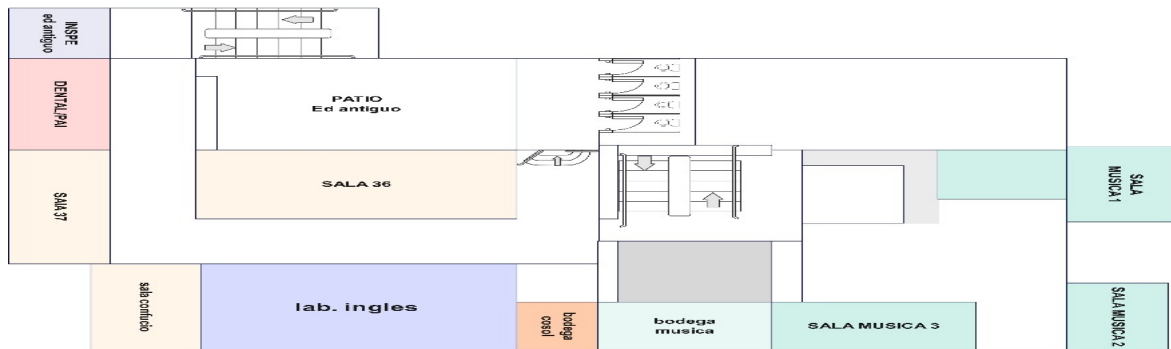 INSPE
ed antiguo
DENTAL/PAI
PATIO
Ed antiguo
SALA 36
SALA 37
SALA
MUSICA 1
sala confucio
lab. ingles
bodega
cosol
bodega
musica
SALA MUSICA 3
SALA MUSICA 2